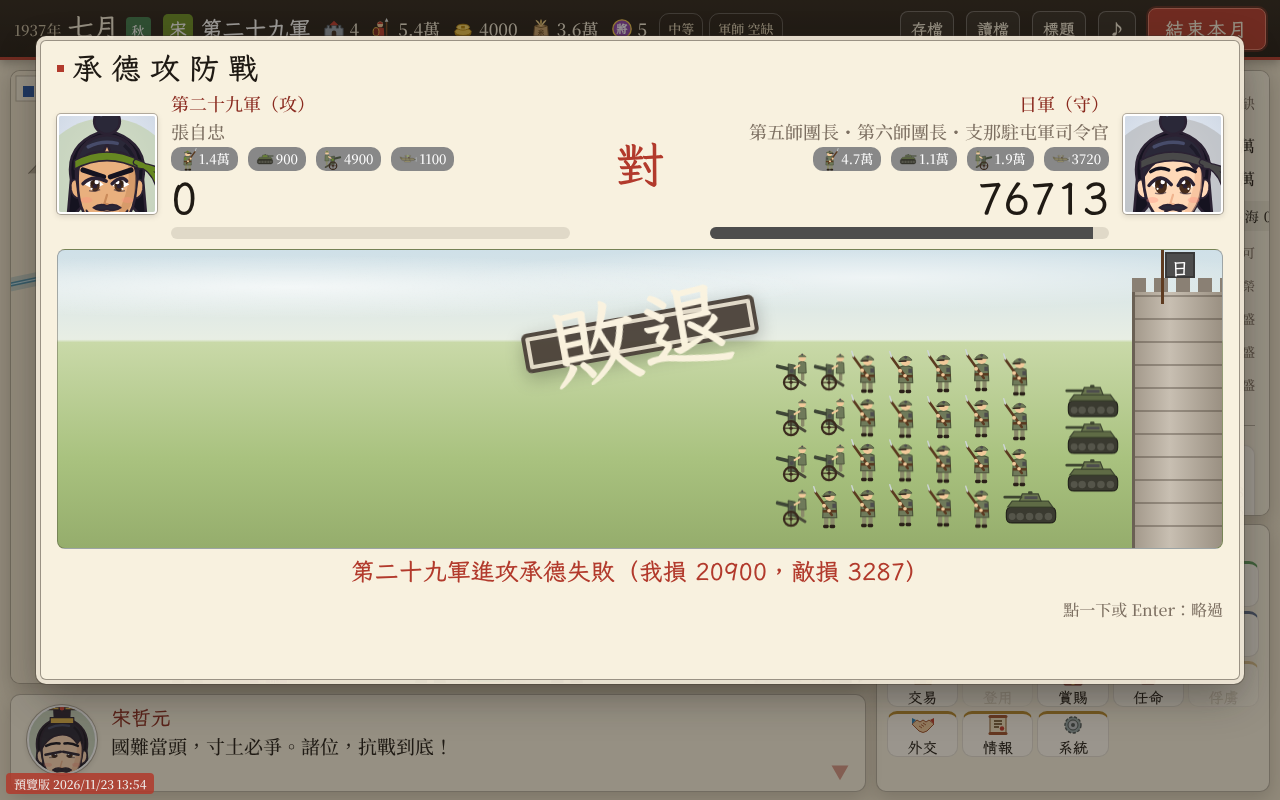 1937年 七月 秋 宋 第二十九軍 4 5.4萬 4000 3.6萬 將 5 中等 軍師 空缺 存檔 讀檔 標題 ♪ 結束本月
承德攻防戰
第二十九軍（攻）
張自忠
1.4萬 900 4900 1100
0
對
日軍（守）
第五師團長・第六師團長・支那駐屯軍司令官
4.7萬 1.1萬 1.9萬 3720
76713
日
敗退
第二十九軍進攻承德失敗（我損 20900，敵損 3287）
點一下或 Enter：略過
宋哲元
國難當頭，寸土必爭。諸位，抗戰到底！
交易 登用 賞賜 任命 俘虜
外交 情報 系統
預覽版 2026/11/23 13:54